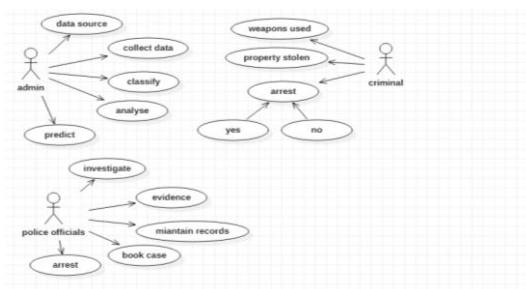 data source
weapons used
collect data
property stolen
admin
classify
criminal
arrest
analyse
predict
yes
no
investigate
evidence
police officials
miantain records
book case
arrest